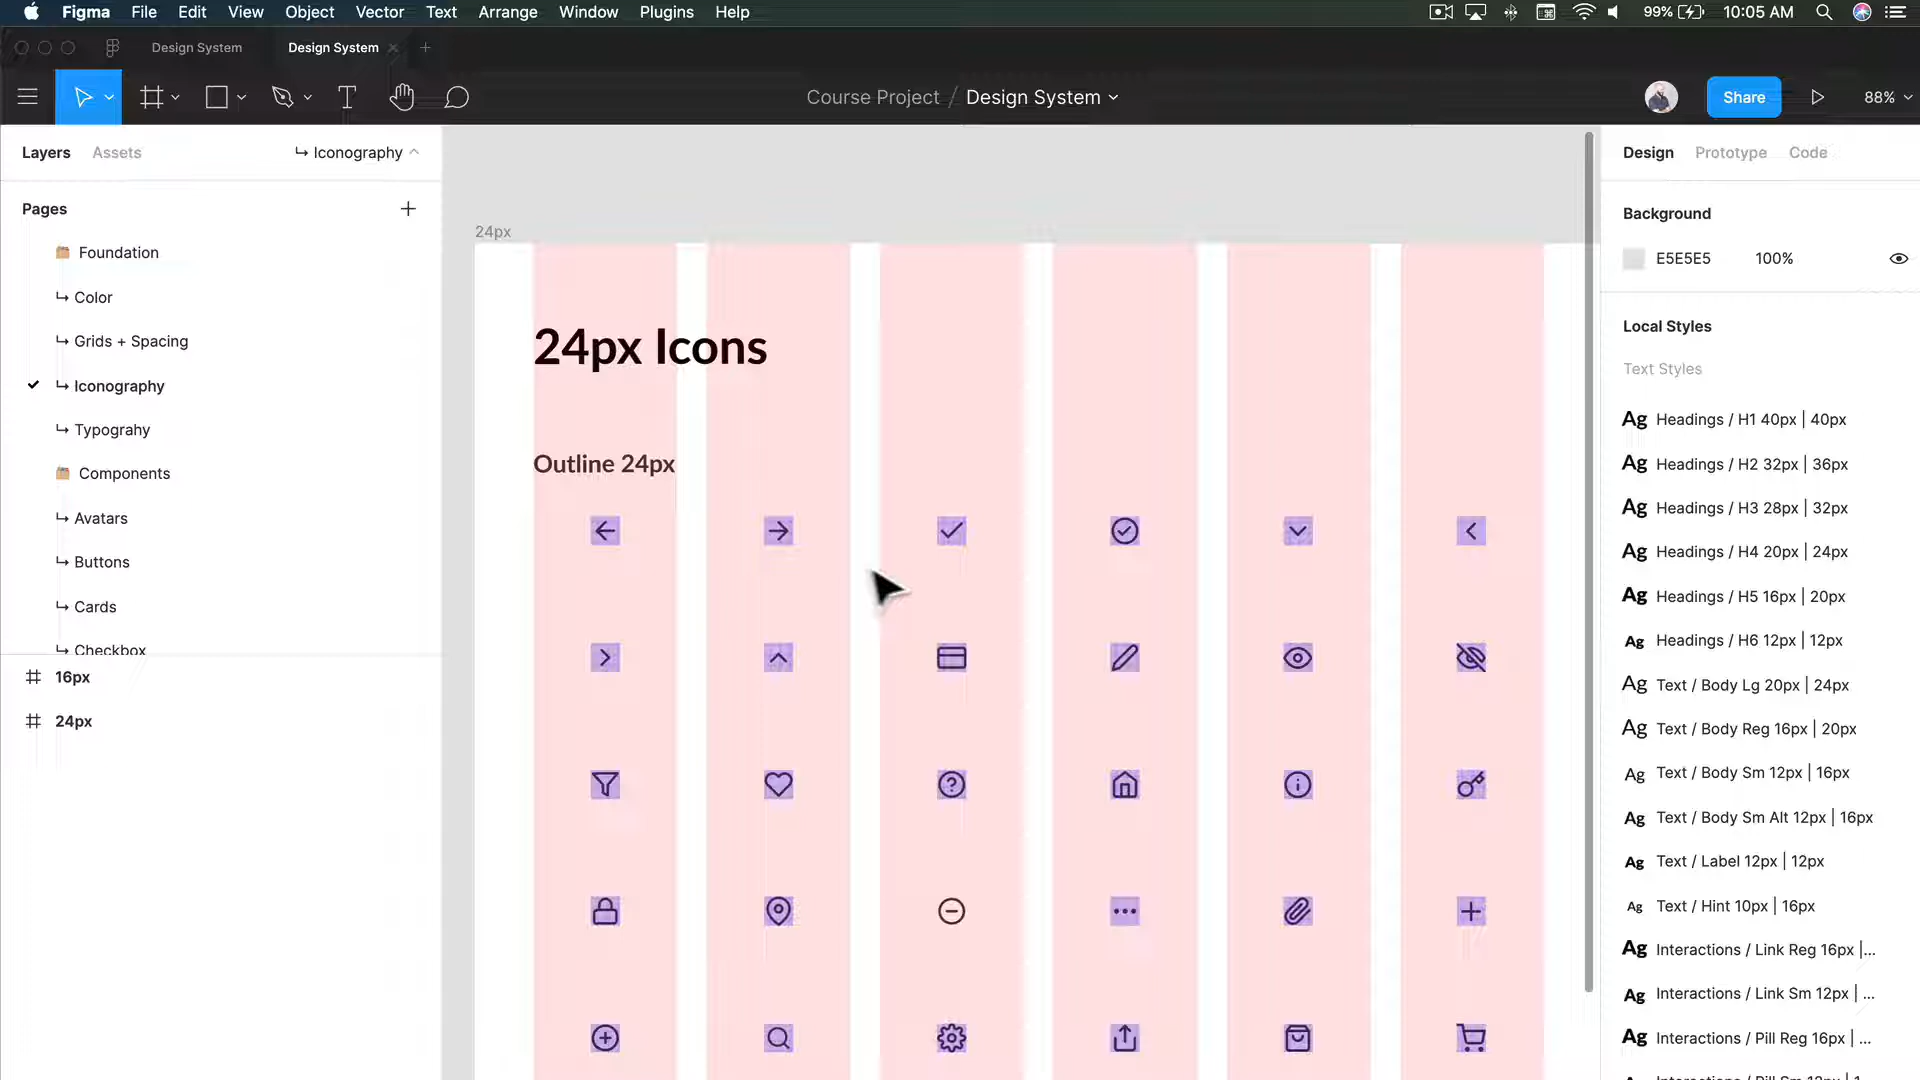 Figma File Edit View Object Vector Text Arrange Window Plugins Help 99% 10:05 AM
Design System Design System
Course Project / Design System Share 88%
Layers Assets ↳ Iconography
Pages
Foundation
↳ Color
↳ Grids + Spacing
↳ Iconography
↳ Typograhy
Components
↳ Avatars
↳ Buttons
↳ Cards
↳ Checkbox
16px
24px
24px
24px Icons
Outline 24px
Design Prototype Code
Background
E5E5E5 100%
Local Styles
Text Styles
Ag Headings / H1 40px | 40px
Ag Headings / H2 32px | 36px
Ag Headings / H3 28px | 32px
Ag Headings / H4 20px | 24px
Ag Headings / H5 16px | 20px
Ag Headings / H6 12px | 12px
Ag Text / Body Lg 20px | 24px
Ag Text / Body Reg 16px | 20px
Ag Text / Body Sm 12px | 16px
Ag Text / Body Sm Alt 12px | 16px
Ag Text / Label 12px | 12px
Ag Text / Hint 10px | 16px
Ag Interactions / Link Reg 16px |...
Ag Interactions / Link Sm 12px | ...
Ag Interactions / Pill Reg 16px | ...